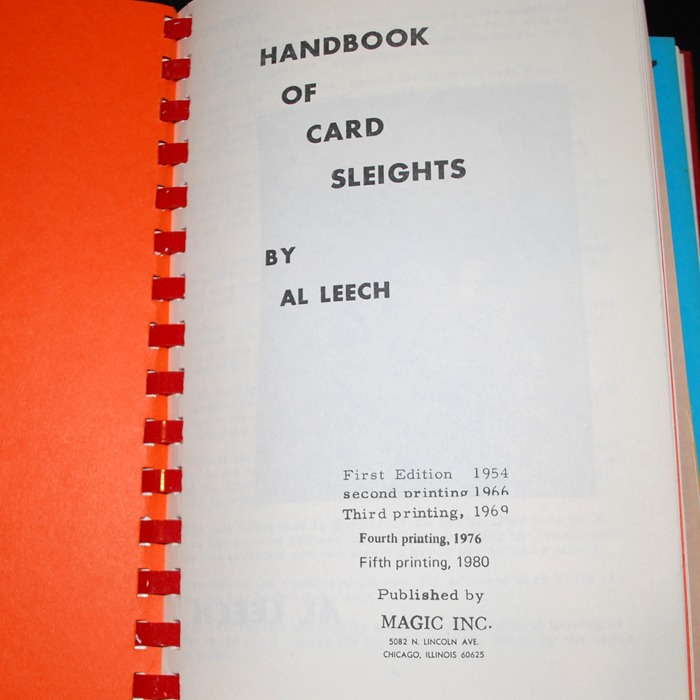 HANDBOOK
OF
CARD
SLEIGHTS
BY
AL LEECH
First Edition 1954
second printing 1966
Third printing, 1969
Fourth printing, 1976
Fifth printing, 1980
Published by
MAGIC INC.
5082 N. LINCOLN AVE.
CHICAGO, ILLINOIS 60625